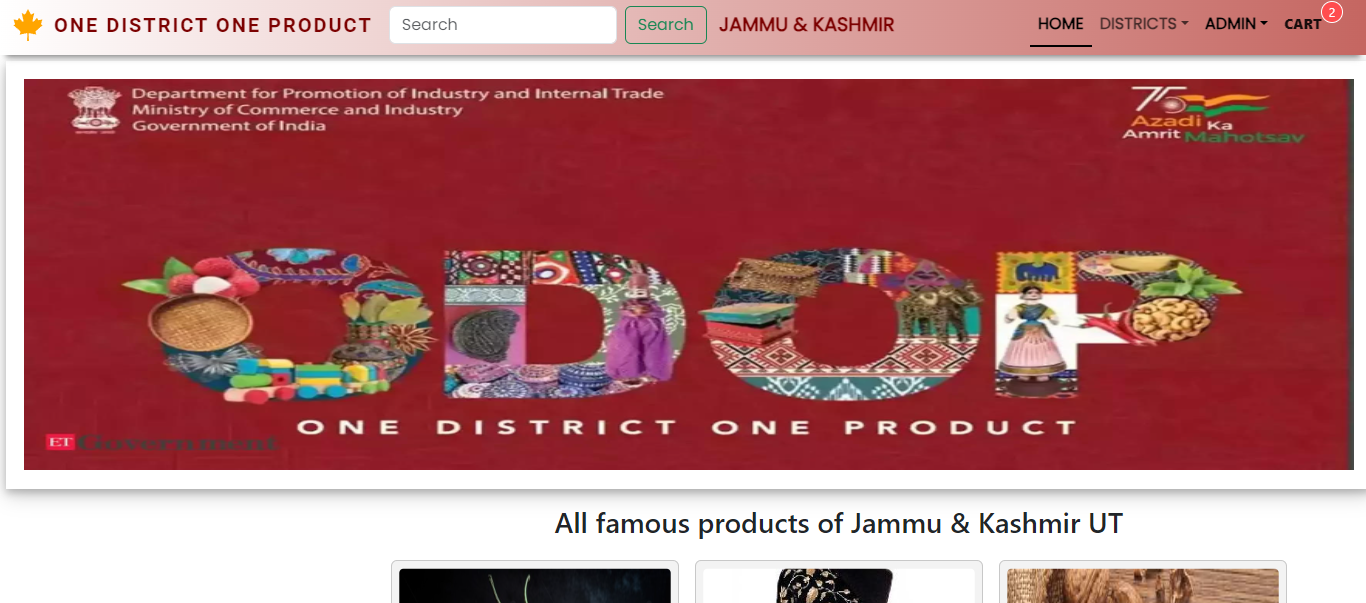 ONE DISTRICT ONE PRODUCT Search Search JAMMU & KASHMIR HOME DISTRICTS ADMIN CART 2
Department for Promotion of Industry and Internal Trade
Ministry of Commerce and Industry
Government of India
75
Azadi Ka
Amrit Mahotsav
ODOP
ONE DISTRICT ONE PRODUCT
ET Government
All famous products of Jammu & Kashmir UT